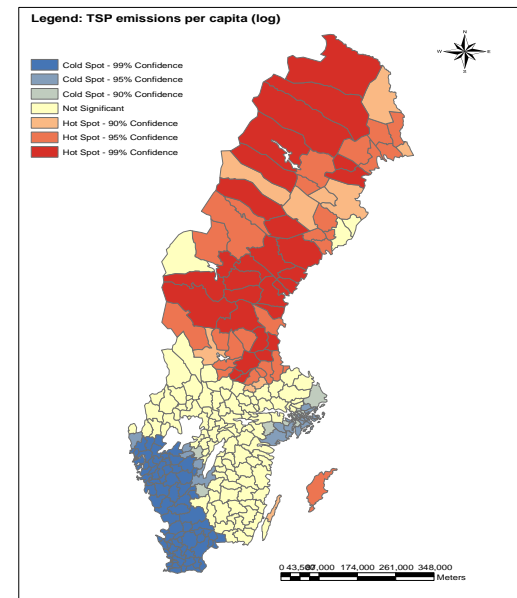 Legend: TSP emissions per capita (log)
N
W
E
S
Cold Spot - 99% Confidence
Cold Spot - 95% Confidence
Cold Spot - 90% Confidence
Not Significant
Hot Spot - 90% Confidence
Hot Spot - 95% Confidence
Hot Spot - 99% Confidence
0 174,000 261,000 348,000
Meters